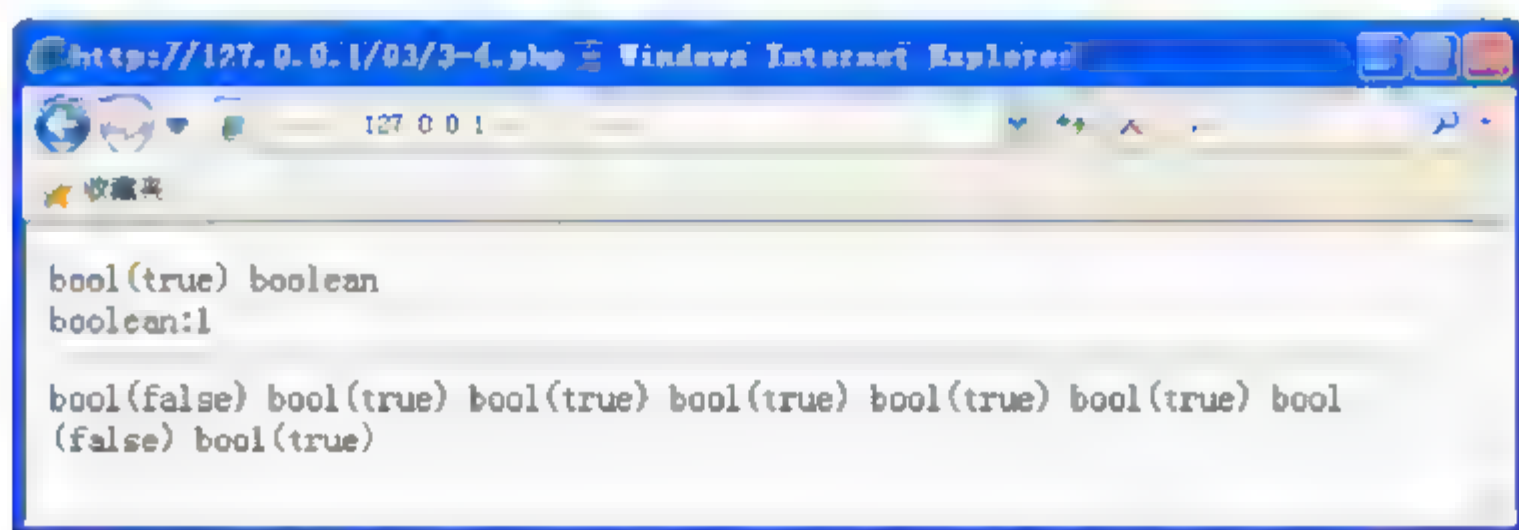 http://127.0.0.1/03/3-4.php - Windows Internet Explorer
127.0.0.1
收藏夹
bool(true) boolean
boolean:1
bool(false) bool(true) bool(true) bool(true) bool(true) bool(true) bool
(false) bool(true)